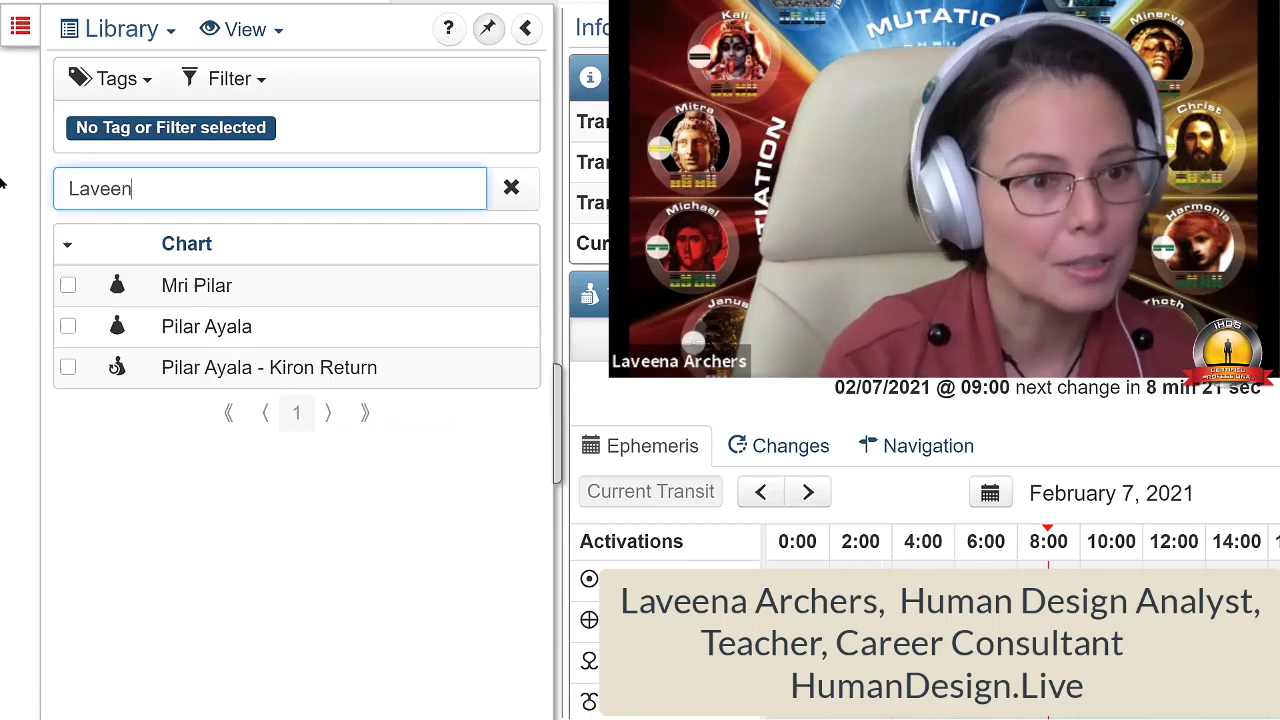 Library
View
?
Tags
Filter
No Tag or Filter selected
Laveen
Chart
Mri Pilar
Pilar Ayala
Pilar Ayala - Kiron Return
1
Tra
Tra
Tra
Cur
Kali
MUTATIO
Minerva
Mitra
Christ
Michael
Harmonia
Janus
Thoth
IHDS
CERTIFIED
PROFESSIONAL
Laveena Archers
02/07/2021 @ 09:00 next change in 8 min 21 sec
Ephemeris
Changes
Navigation
Current Transit
February 7, 2021
Activations
0:00 2:00 4:00 6:00 8:00 10:00 12:00 14:00
Laveena Archers, Human Design Analyst,
Teacher, Career Consultant
HumanDesign.Live